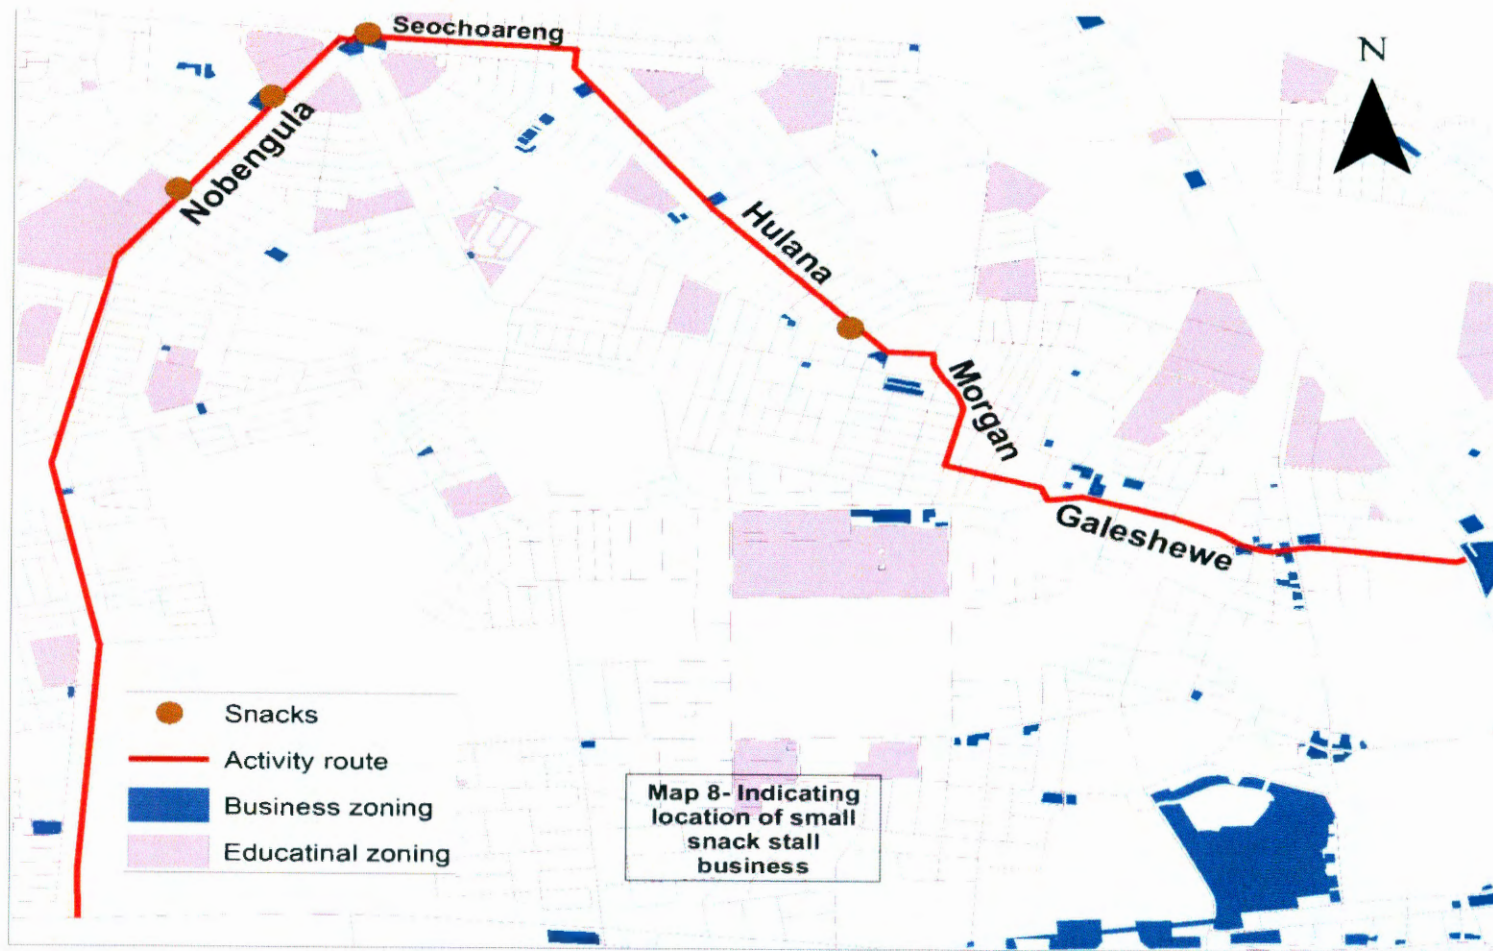 Seochoareng
N
Nobengula
Hulana
Morgan
Galeshewe
Snacks
Activity route
Business zoning
Educatinal zoning
Map 8- Indicating
location of small
snack stall
business